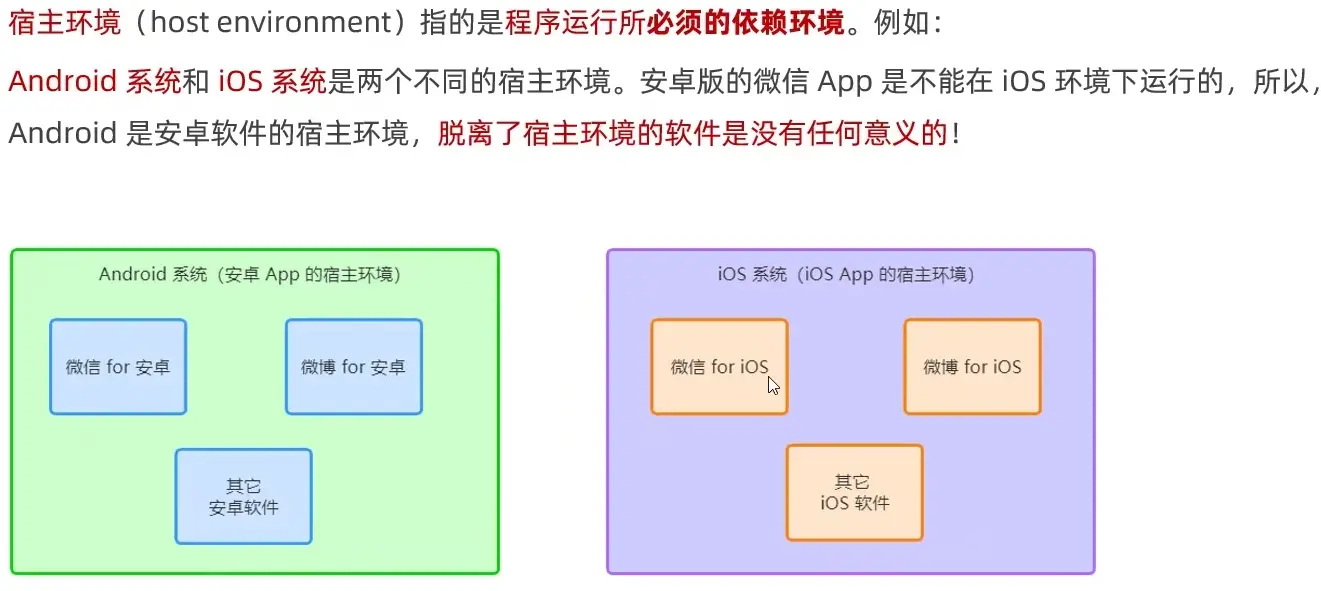 宿主环境（host environment）指的是程序运行所必须的依赖环境。例如：
Android 系统和 iOS 系统是两个不同的宿主环境。安卓版的微信 App 是不能在 iOS 环境下运行的，所以，
Android 是安卓软件的宿主环境，脱离了宿主环境的软件是没有任何意义的！
Android 系统（安卓 App 的宿主环境）
微信 for 安卓
微博 for 安卓
其它
安卓软件
iOS 系统（iOS App 的宿主环境）
微信 for iOS
微博 for iOS
其它
iOS 软件